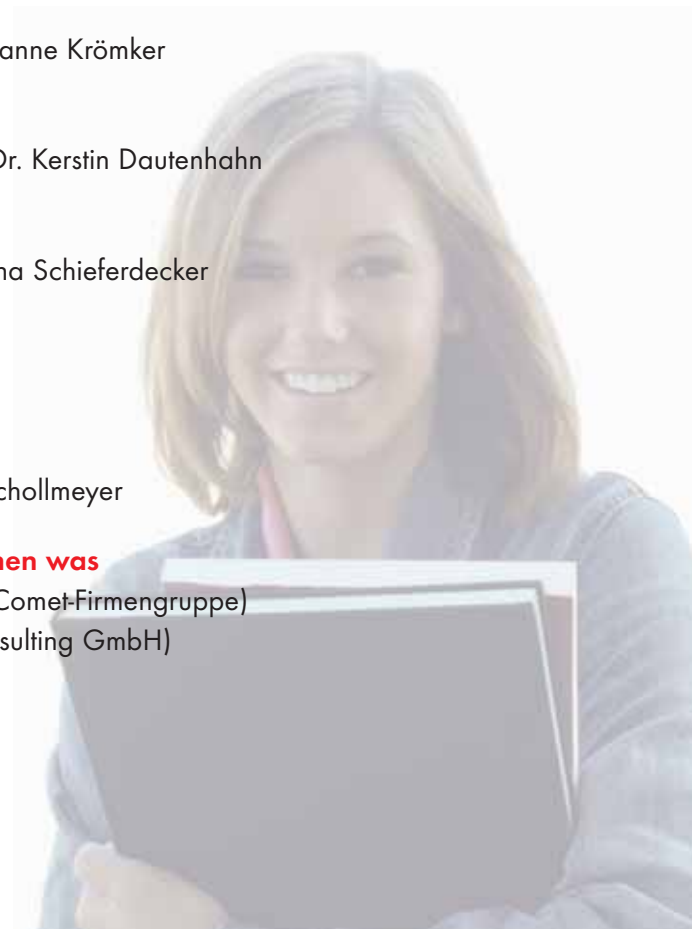 anne Krömker
Dr. Kerstin Dautenhahn
na Schieferdecker
chollmeyer
nen was
Comet-Firmengruppe)
sulting GmbH)